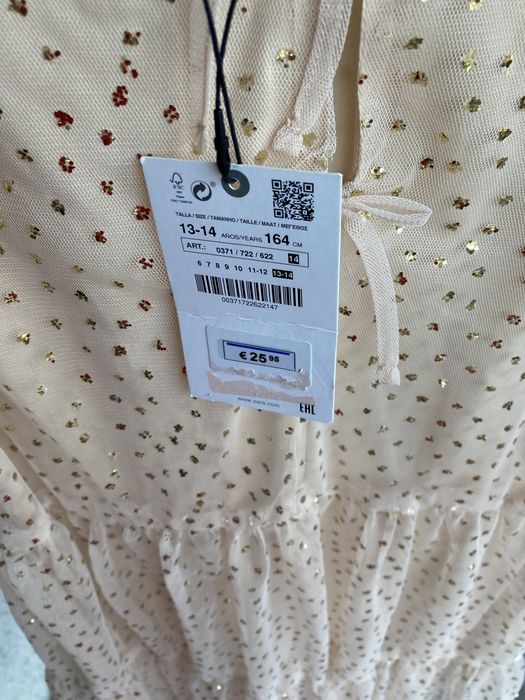 FSC
®
TALLA / SIZE / TAMANHO / TAILLE / MAAT / ΜΕΓΕΘΟΣ
13-14 AÑOS/YEARS 164 CM
ART.: 0371 / 722 / 622 14
6 7 8 9 10 11-12 13-14
00371722622147
€ 25 95
www.zara.com
EAC